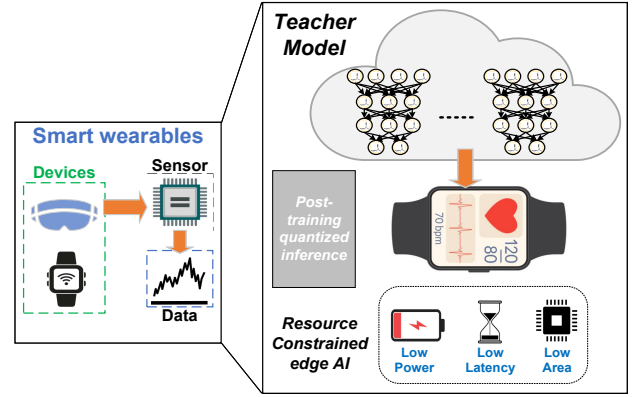 Teacher
Model
Smart wearables
Devices
Sensor
Data
Post-
training
quantized
inference
70 bpm
120
80
Resource
Constrained
edge AI
Low
Power
Low
Latency
Low
Area